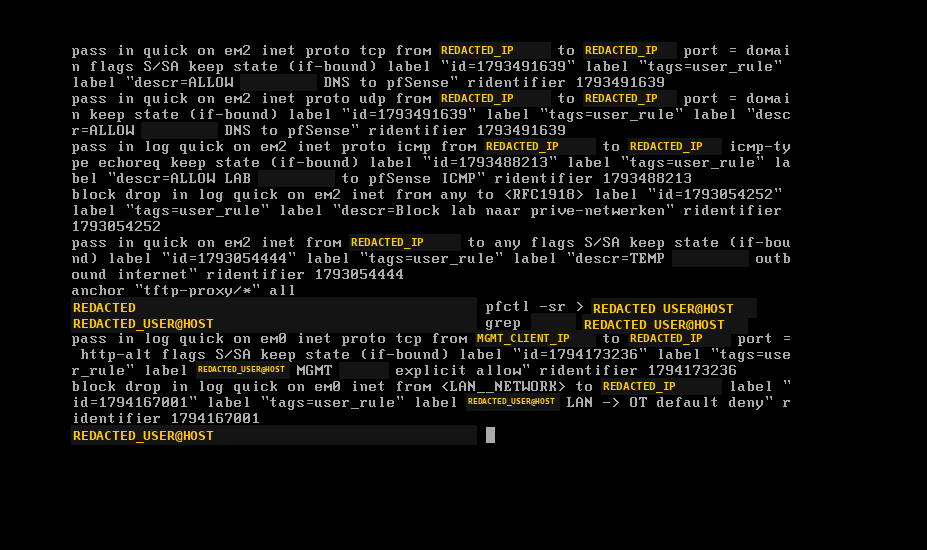 pass in quick on em2 inet proto tcp from REDACTED_IP to REDACTED_IP port = domai
n flags S/SA keep state (if-bound) label "id=1793491639" label "tags=user_rule"
label "descr=ALLOW DNS to pfSense" ridentifier 1793491639
pass in quick on em2 inet proto udp from REDACTED_IP to REDACTED_IP port = domai
n keep state (if-bound) label "id=1793491639" label "tags=user_rule" label "desc
r=ALLOW DNS to pfSense" ridentifier 1793491639
pass in log quick on em2 inet proto icmp from REDACTED_IP to REDACTED_IP icmp-ty
pe echoreq keep state (if-bound) label "id=1793488213" label "tags=user_rule" la
bel "descr=ALLOW LAB to pfSense ICMP" ridentifier 1793488213
block drop in log quick on em2 inet from any to <RFC1918> label "id=1793054252"
label "tags=user_rule" label "descr=Block lab naar prive-netwerken" ridentifier
1793054252
pass in quick on em2 inet from REDACTED_IP to any flags S/SA keep state (if-bou
nd) label "id=1793054444" label "tags=user_rule" label "descr=TEMP outb
ound internet" ridentifier 1793054444
anchor "tftp-proxy/*" all
REDACTED pfctl -sr > REDACTED USER@HOST
REDACTED_USER@HOST grep REDACTED USER@HOST
pass in log quick on em0 inet proto tcp from MGMT_CLIENT_IP to REDACTED_IP port =
http-alt flags S/SA keep state (if-bound) label "id=1794173236" label "tags=use
r_rule" label REDACTED_USER@HOST MGMT explicit allow" ridentifier 1794173236
block drop in log quick on em0 inet from <LAN__NETWORK> to REDACTED_IP label "
id=1794167001" label "tags=user_rule" label REDACTED_USER@HOST LAN -> OT default deny" r
identifier 1794167001
REDACTED_USER@HOST